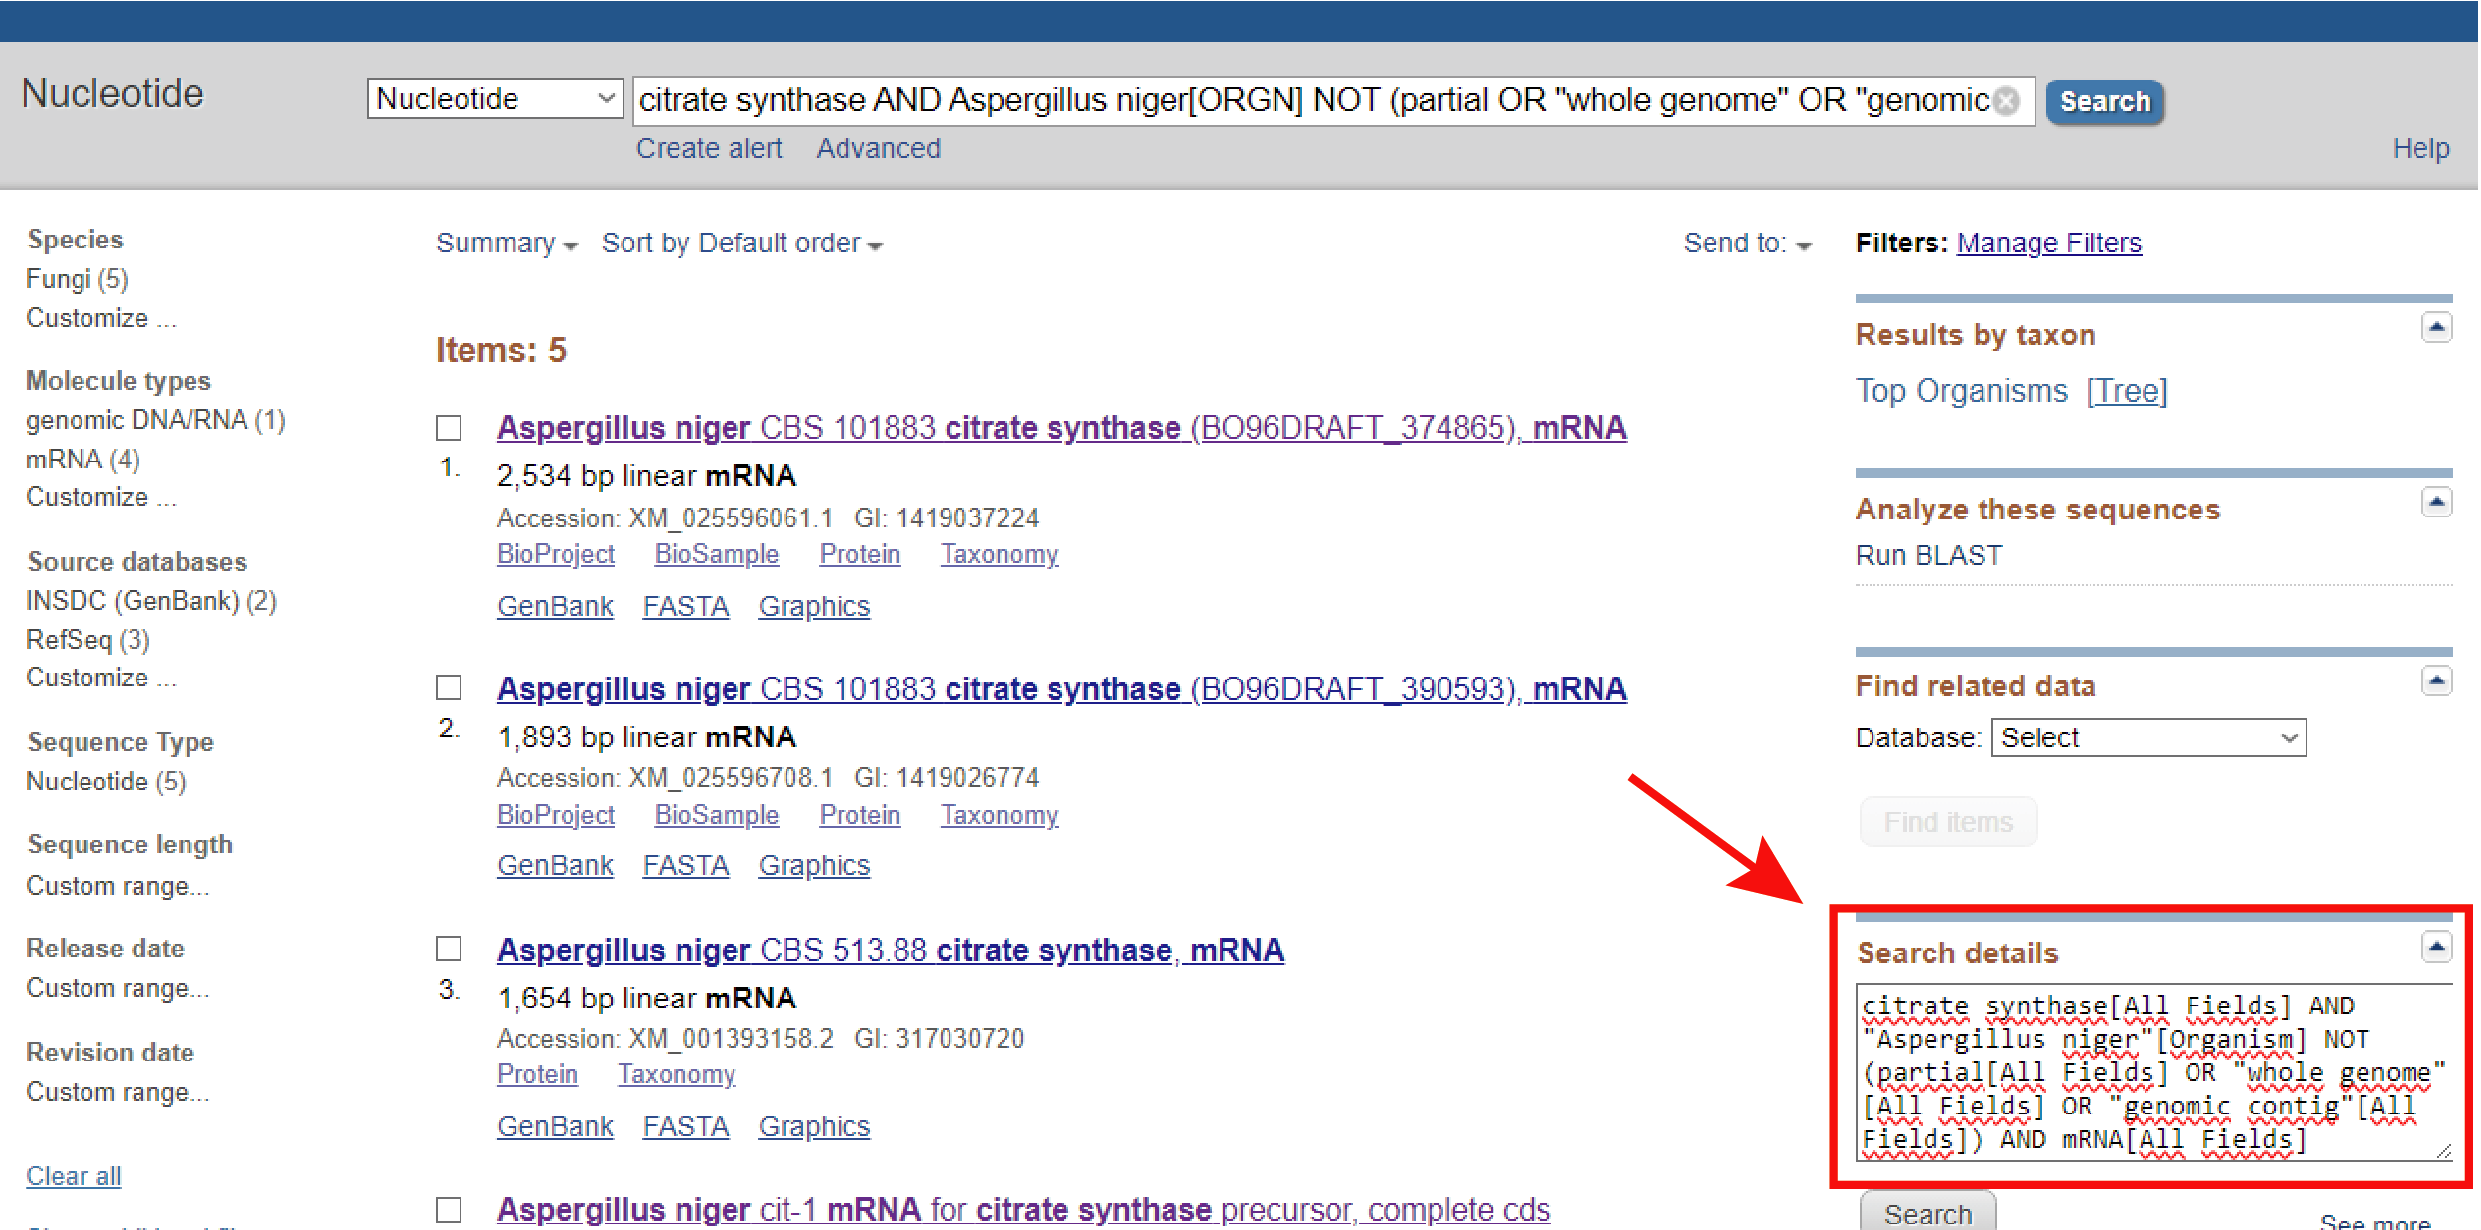 Nucleotide
Nucleotide
citrate synthase AND Aspergillus niger[ORGN] NOT (partial OR "whole genome" OR "genomic
Search
Create alert Advanced
Help
Species
Fungi (5)
Customize ...
Molecule types
genomic DNA/RNA (1)
mRNA (4)
Customize ...
Source databases
INSDC (GenBank) (2)
RefSeq (3)
Customize ...
Sequence Type
Nucleotide (5)
Sequence length
Custom range...
Release date
Custom range...
Revision date
Custom range...
Clear all
Summary Sort by Default order
Send to:
Items: 5
Aspergillus niger CBS 101883 citrate synthase (BO96DRAFT_374865), mRNA
1. 2,534 bp linear mRNA
Accession: XM_025596061.1 GI: 1419037224
BioProject BioSample Protein Taxonomy
GenBank FASTA Graphics
Aspergillus niger CBS 101883 citrate synthase (BO96DRAFT_390593), mRNA
2. 1,893 bp linear mRNA
Accession: XM_025596708.1 GI: 1419026774
BioProject BioSample Protein Taxonomy
GenBank FASTA Graphics
Aspergillus niger CBS 513.88 citrate synthase, mRNA
3. 1,654 bp linear mRNA
Accession: XM_001393158.2 GI: 317030720
Protein Taxonomy
GenBank FASTA Graphics
Aspergillus niger cit-1 mRNA for citrate synthase precursor, complete cds
Filters: Manage Filters
Results by taxon
Top Organisms [Tree]
Analyze these sequences
Run BLAST
Find related data
Database: Select
Find items
Search details
citrate synthase[All Fields] AND
"Aspergillus niger"[Organism] NOT
(partial[All Fields] OR "whole genome"
[All Fields] OR "genomic contig"[All
Fields]) AND mRNA[All Fields]
Search
See more